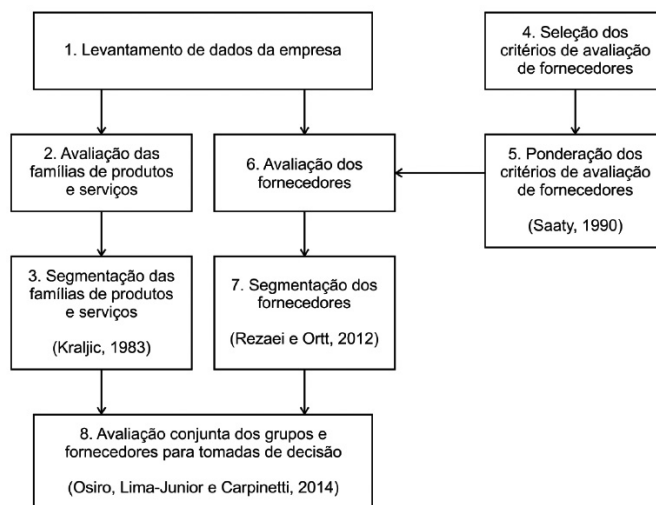 1. Levantamento de dados da empresa
4. Seleção dos
critérios de avaliação
de fornecedores
2. Avaliação das
famílias de produtos
e serviços
6. Avaliação dos
fornecedores
5. Ponderação dos
critérios de avaliação
de fornecedores
(Saaty, 1990)
3. Segmentação das
famílias de produtos
e serviços
(Kraljic, 1983)
7. Segmentação dos
fornecedores
(Rezaei e Ortt, 2012)
8. Avaliação conjunta dos grupos e
fornecedores para tomadas de decisão
(Osiro, Lima-Junior e Carpinetti, 2014)